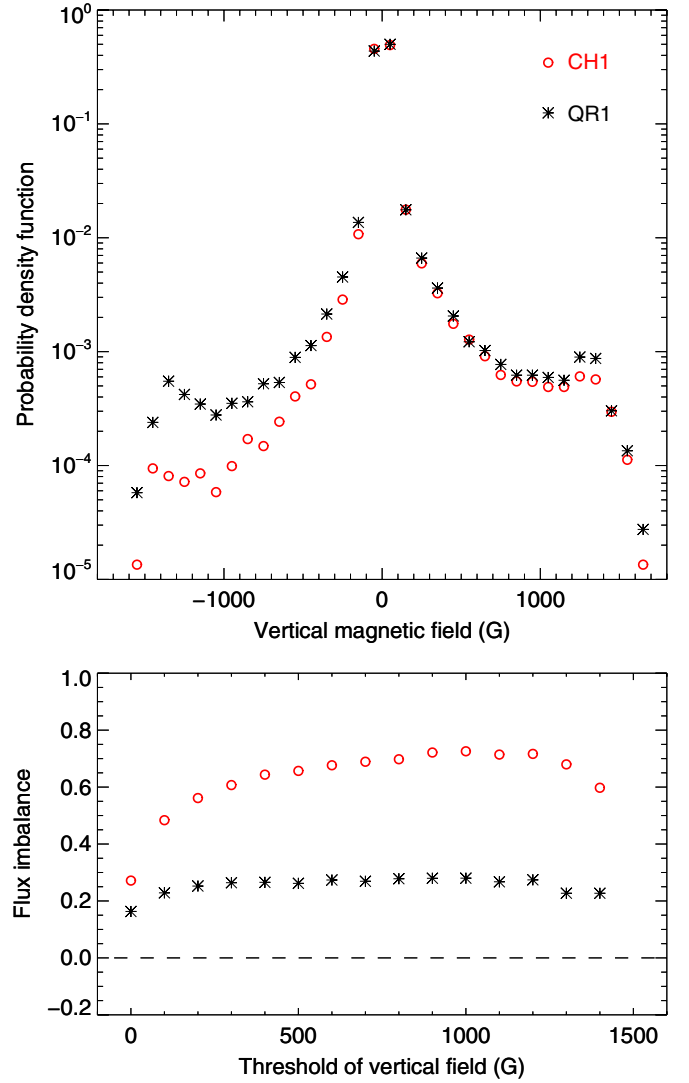 10⁰
10⁻¹
10⁻²
10⁻³
10⁻⁴
10⁻⁵
Probability density function
CH1
QR1
−1000 0 1000
Vertical magnetic field (G)
1.0
0.8
0.6
0.4
0.2
0.0
−0.2
Flux imbalance
0 500 1000 1500
Threshold of vertical field (G)